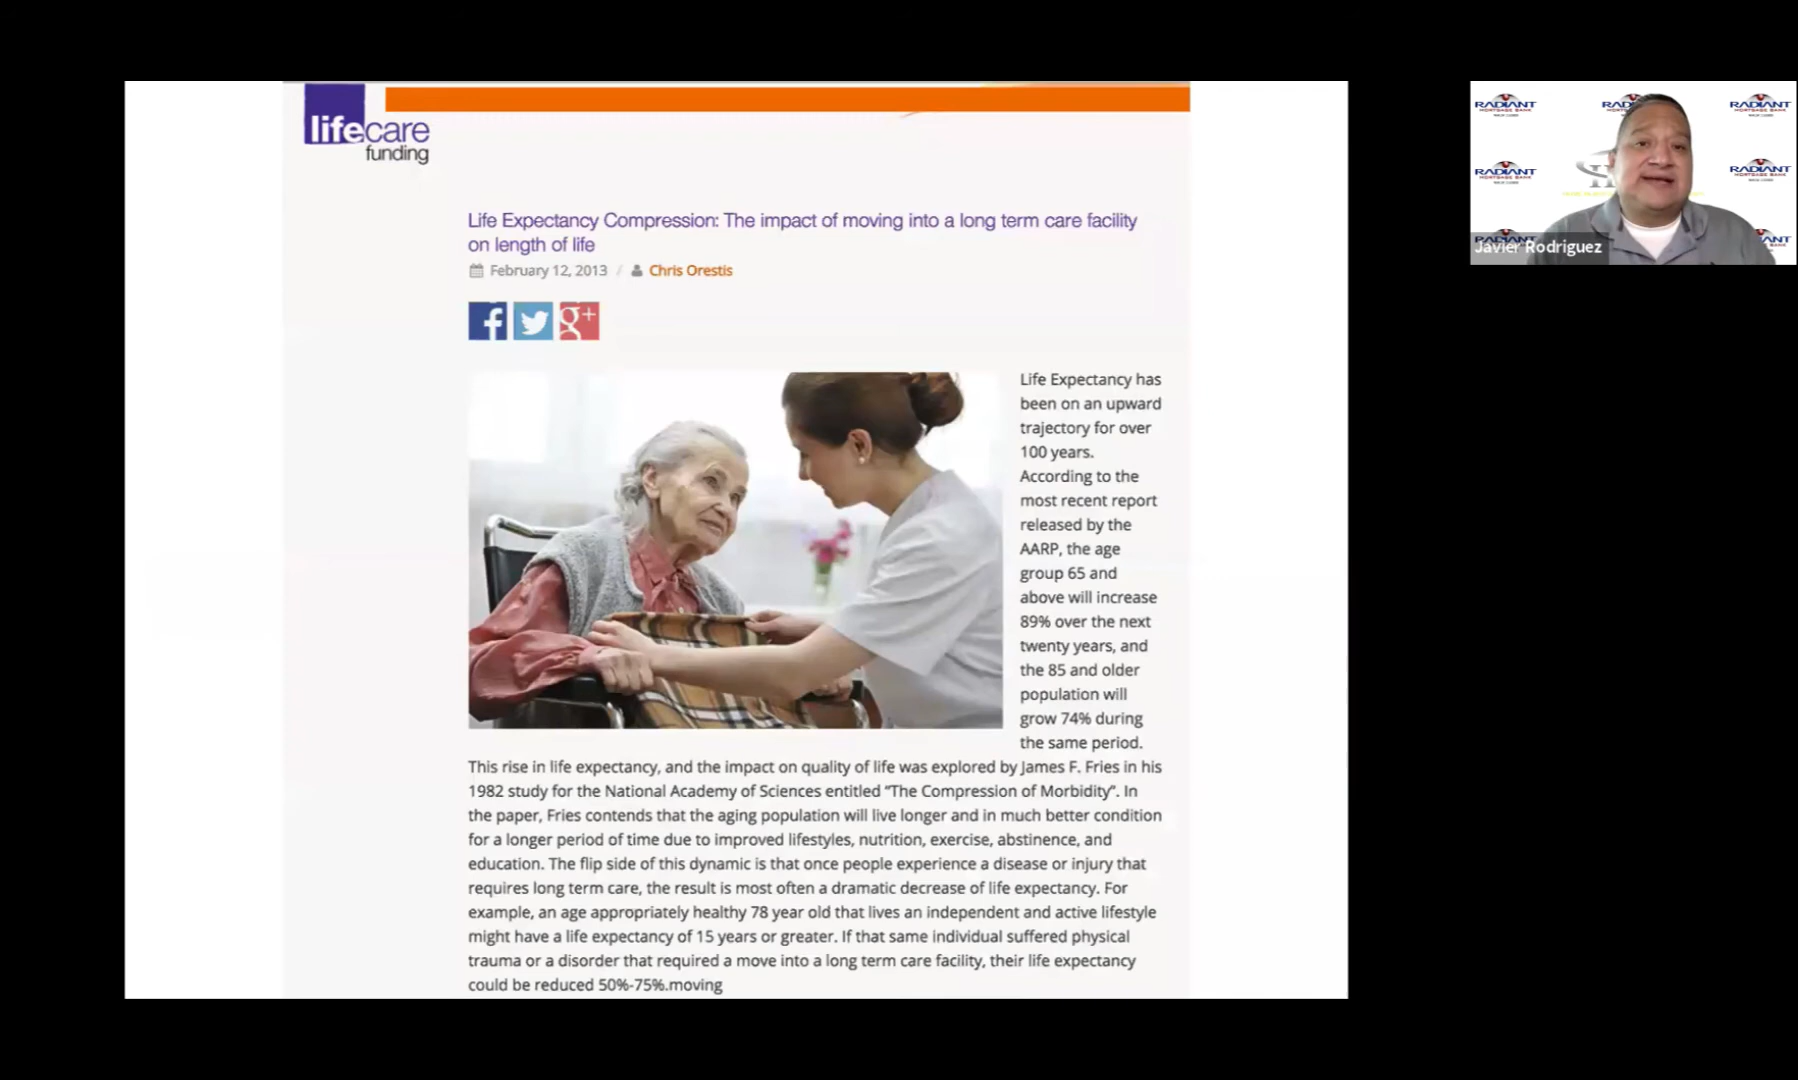 lifecare
funding
Life Expectancy Compression: The impact of moving into a long term care facility
on length of life
February 12, 2013 / Chris Orestis
f
g+
Life Expectancy has
been on an upward
trajectory for over
100 years.
According to the
most recent report
released by the
AARP, the age
group 65 and
above will increase
89% over the next
twenty years, and
the 85 and older
population will
grow 74% during
the same period.
This rise in life expectancy, and the impact on quality of life was explored by James F. Fries in his
1982 study for the National Academy of Sciences entitled “The Compression of Morbidity”. In
the paper, Fries contends that the aging population will live longer and in much better condition
for a longer period of time due to improved lifestyles, nutrition, exercise, abstinence, and
education. The flip side of this dynamic is that once people experience a disease or injury that
requires long term care, the result is most often a dramatic decrease of life expectancy. For
example, an age appropriately healthy 78 year old that lives an independent and active lifestyle
might have a life expectancy of 15 years or greater. If that same individual suffered physical
trauma or a disorder that required a move into a long term care facility, their life expectancy
could be reduced 50%-75%.moving
RADIANT
MORTGAGE BANK
RADIANT
MORTGAGE BANK
RADIANT
MORTGAGE BANK
RADIANT
MORTGAGE BANK
Javier Rodriguez